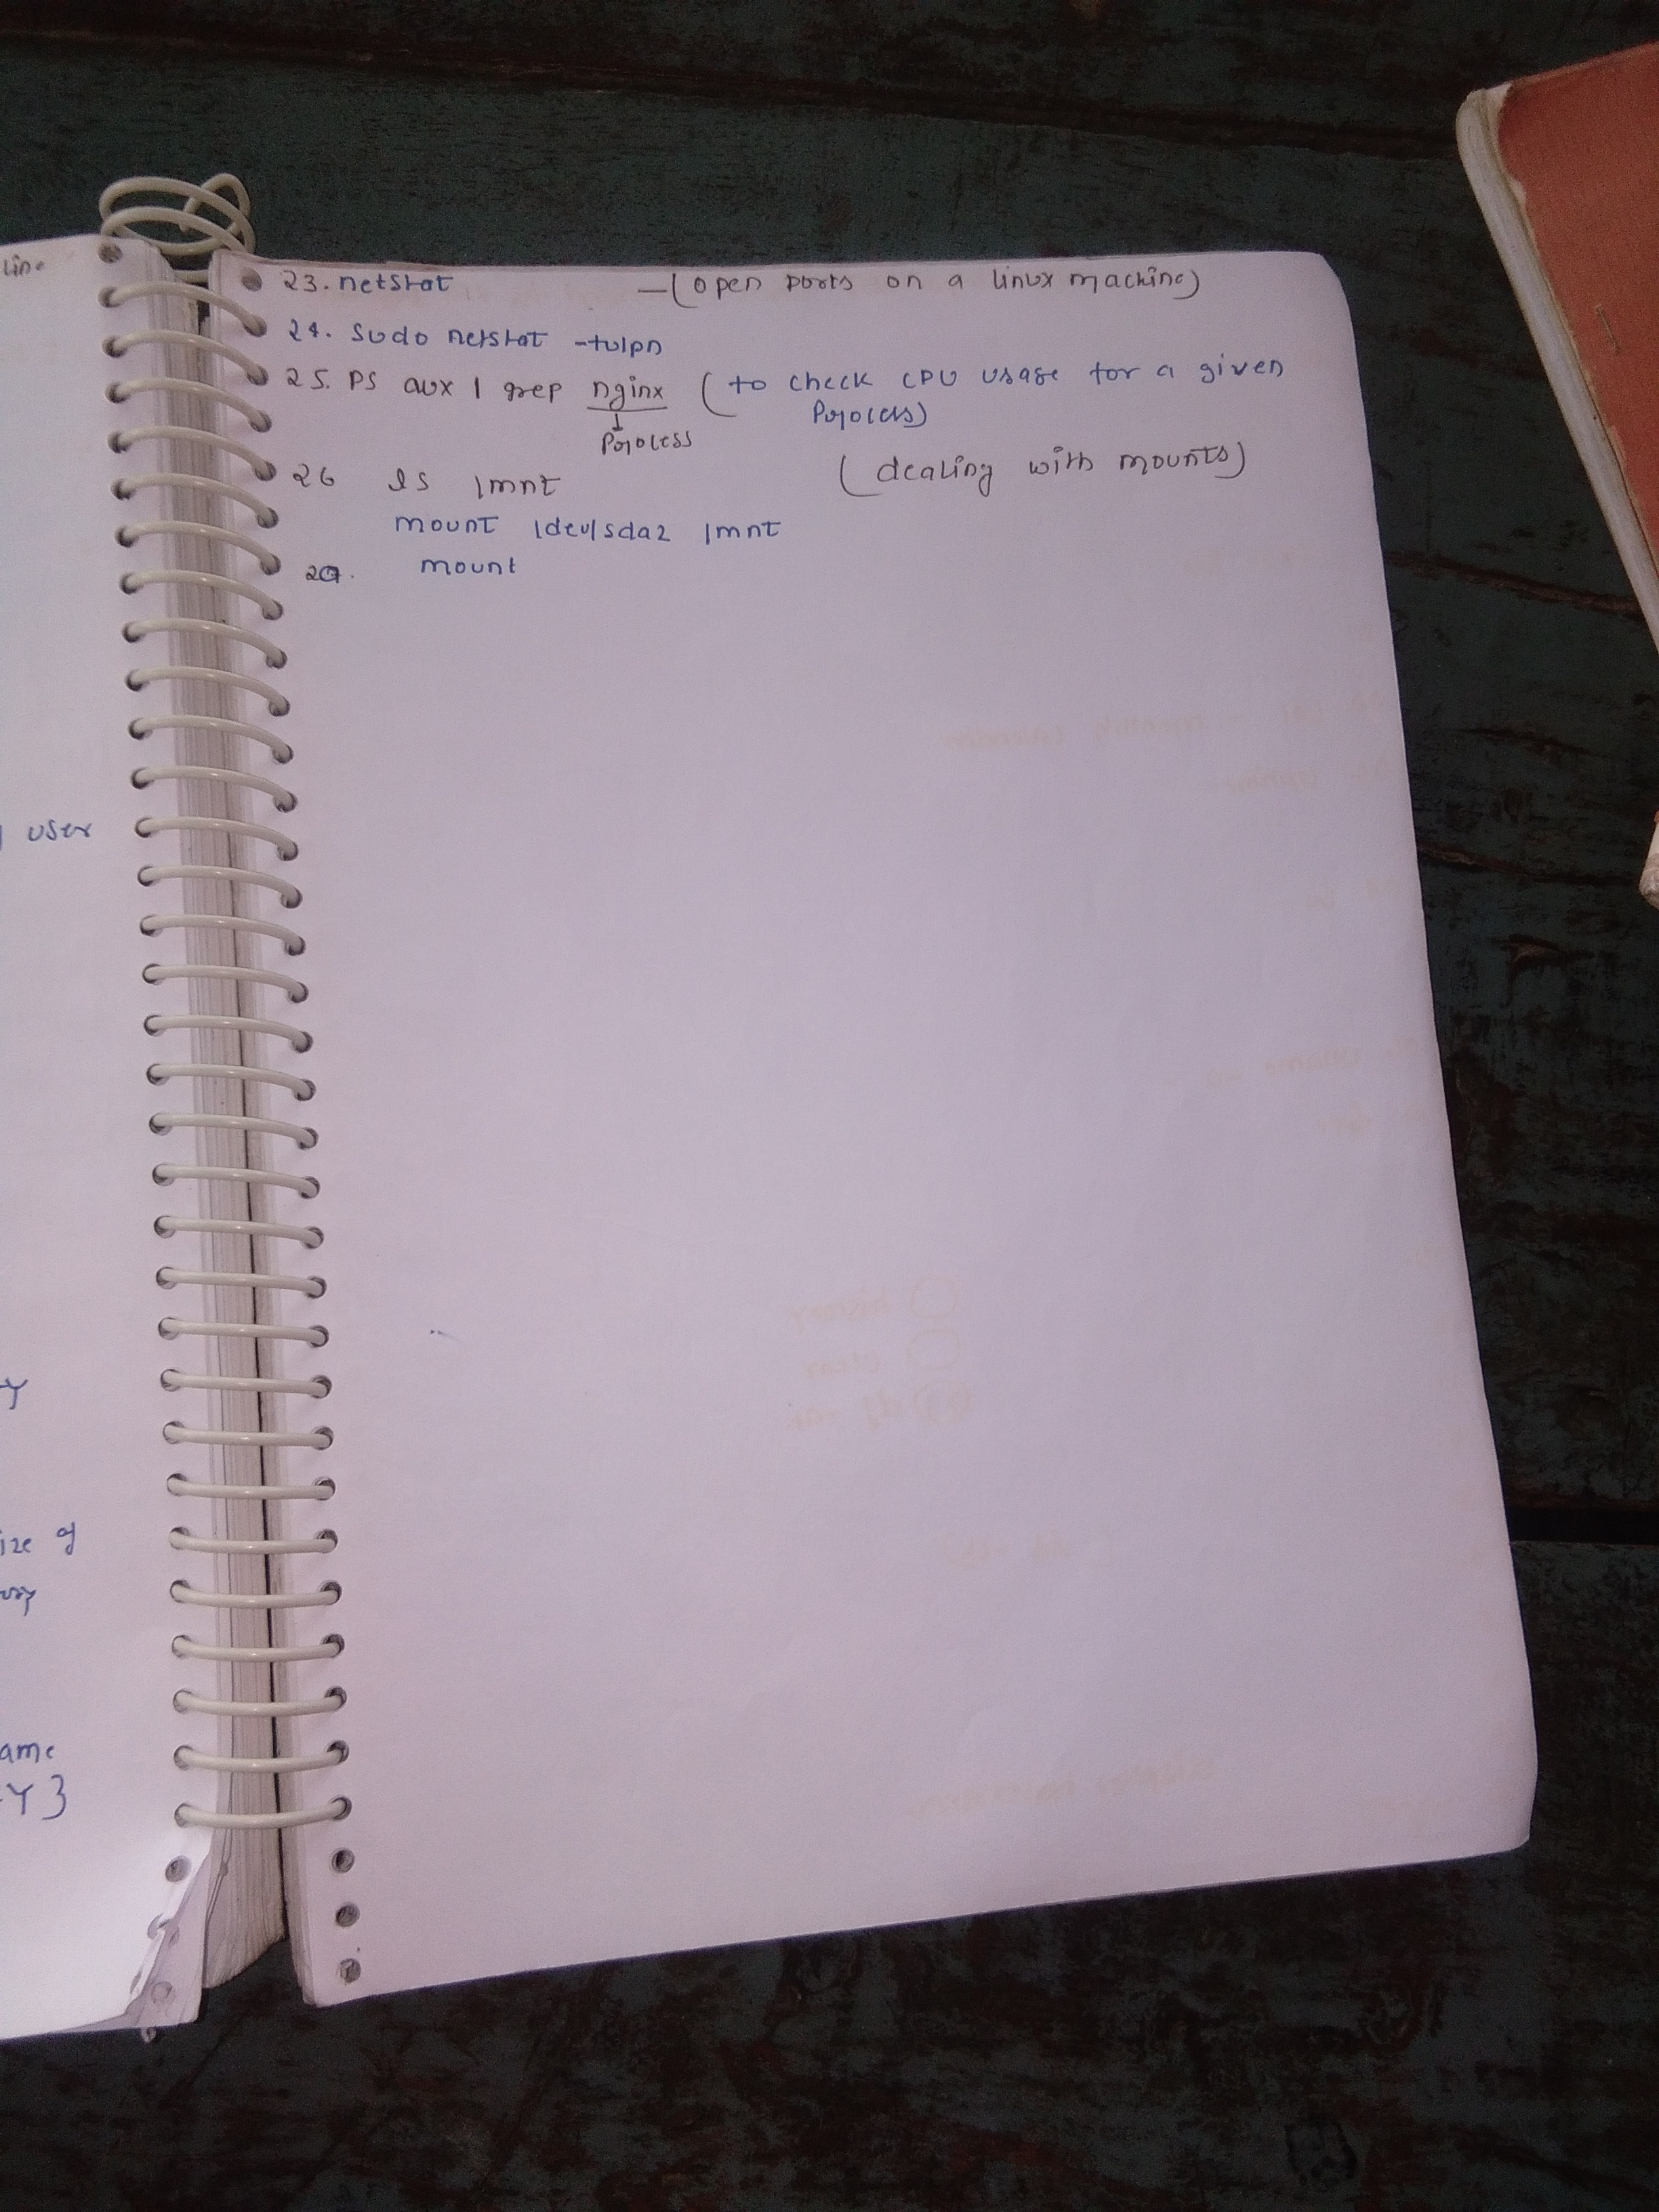 line
user
y
ize of
ory
ame
Y }
23. netstat — (open ports on a linux machine)
24. sudo netstat -tulpn
25. ps aux | grep nginx (to check CPU usage for a given
process)
process
26 ls /mnt (dealing with mounts)
mount /dev/sda2 /mnt
27. mount